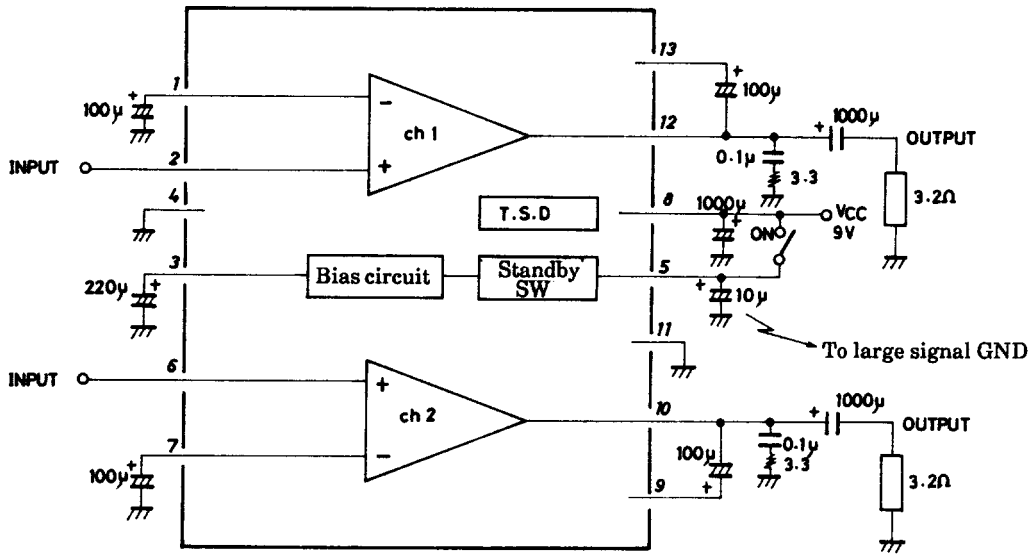 13
1
100μ
+
100μ
+
−
ch 1
12
1000μ
+
OUTPUT
INPUT
2
+
0.1μ
3.3
3.2Ω
4
T.S.D
1000μ
+
8
VCC
9V
ON
3
Bias circuit
Standby
SW
5
220μ
+
+
10μ
11
To large signal GND
INPUT
6
+
ch 2
10
1000μ
+
OUTPUT
7
−
100μ
+
100μ
+
0.1μ
3.3
9
3.2Ω